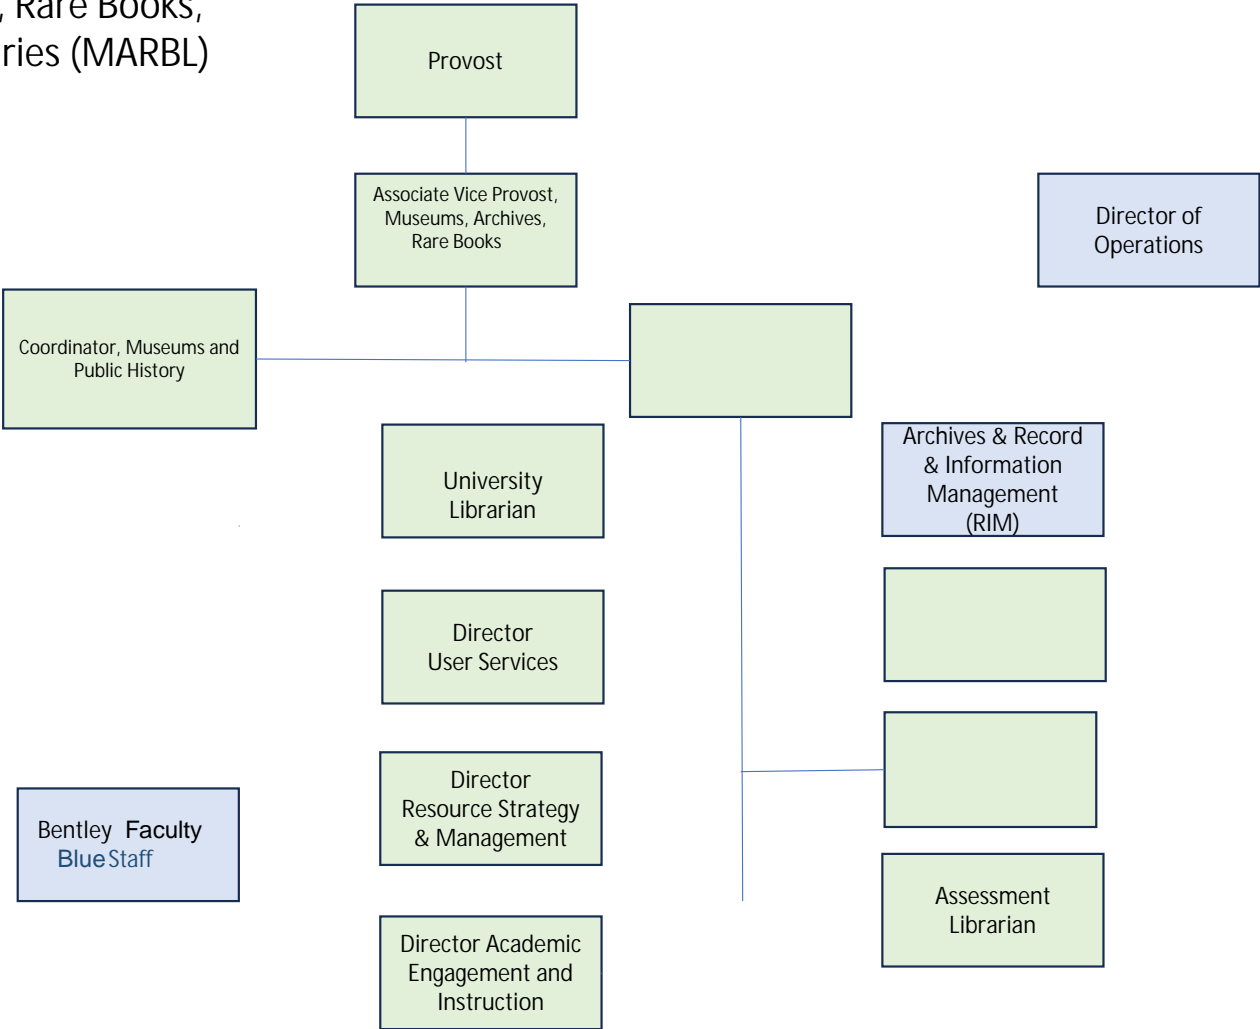 , Rare Books,
ries (MARBL)
Provost
Associate Vice Provost,
Museums, Archives,
Rare Books
Director of
Operations
Coordinator, Museums and
Public History
University
Librarian
Archives & Record
& Information
Management
(RIM)
Director
User Services
Director
Resource Strategy
& Management
Bentley Faculty
Blue Staff
Assessment
Librarian
Director Academic
Engagement and
Instruction